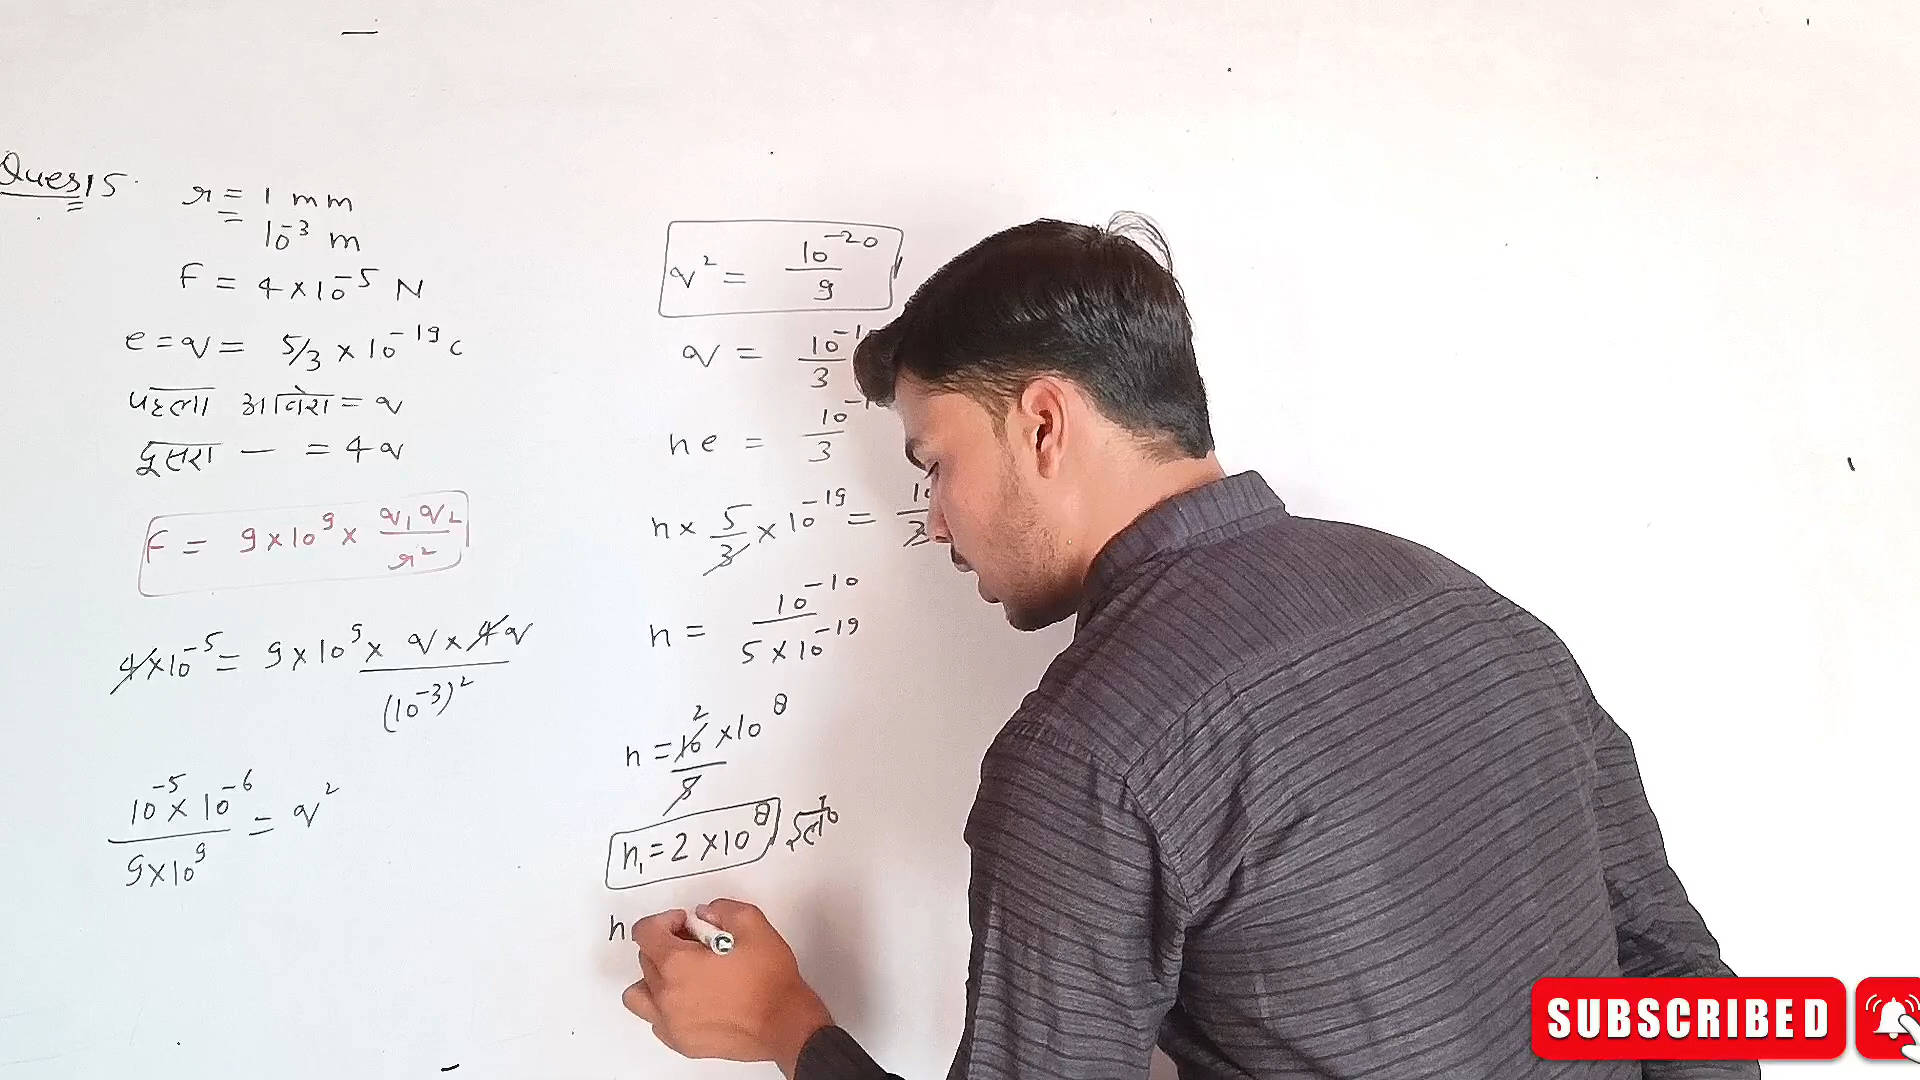 Ques 15.
r = 1 mm
= 10⁻³ m
F = 4 × 10⁻⁵ N
e = q = 5/3 × 10⁻¹⁹ C
पहला आवेश = q
दूसरा — = 4q
F = 9 × 10⁹ × q₁q₂ / r²
4 × 10⁻⁵ = 9 × 10⁹ × q × 4q / (10⁻³)²
10⁻⁵ × 10⁻⁶ / 9 × 10⁹ = q²
q² = 10⁻²⁰ / 9
q = 10 / 3
ne = 10 / 3
n × 5/3 × 10⁻¹⁹ =
n = 10⁻¹⁰ / 5 × 10⁻¹⁹
n = 10/5 2 × 10⁸
n₁ = 2 × 10⁸
n
SUBSCRIBED